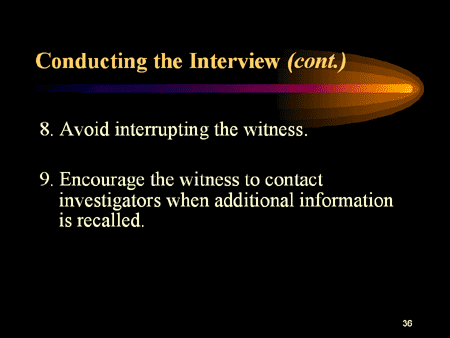 Conducting the Interview (cont.)
8. Avoid interrupting the witness.
9. Encourage the witness to contact
investigators when additional information
is recalled.
36